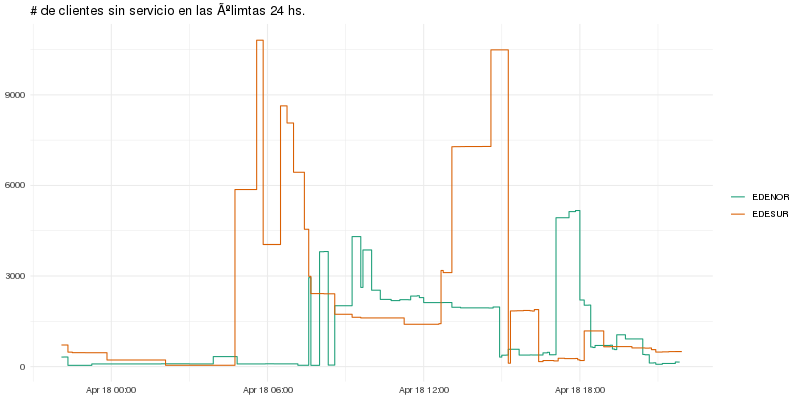 # de clientes sin servicio en las Ãºlimtas 24 hs.
9000
6000
3000
0
Apr 18 00:00
Apr 18 06:00
Apr 18 12:00
Apr 18 18:00
EDENOR
EDESUR